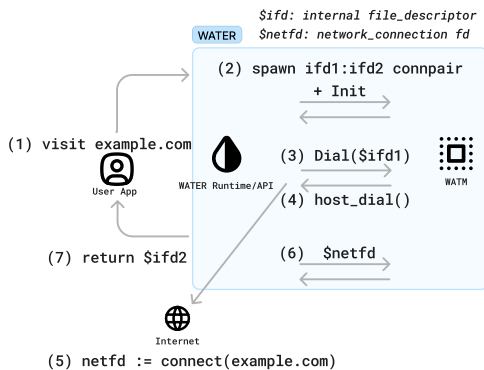 $ifd: internal file_descriptor
$netfd: network_connection fd
WATER
(2) spawn ifd1:ifd2 connpair
+ Init
(1) visit example.com
User App
WATER Runtime/API
(3) Dial($ifd1)
WATM
(4) host_dial()
(7) return $ifd2
(6) $netfd
Internet
(5) netfd := connect(example.com)